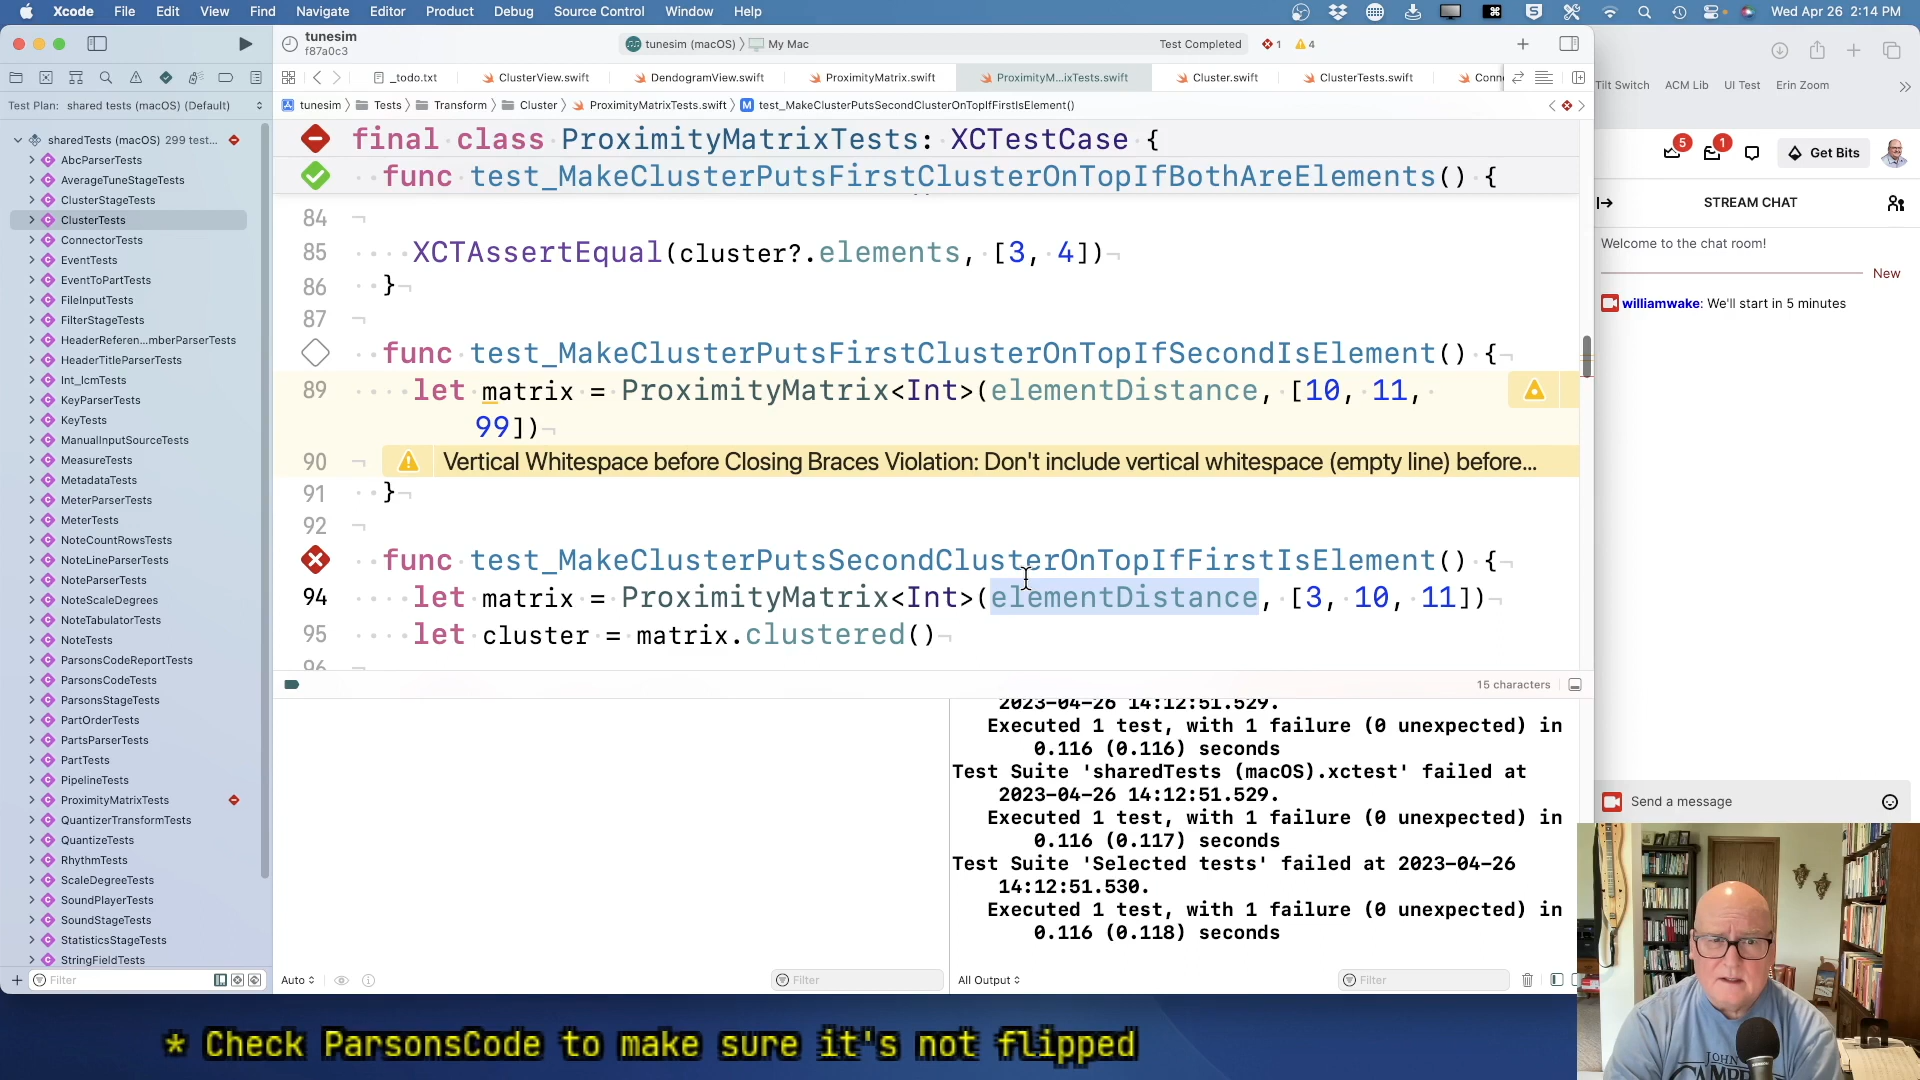 Xcode File Edit View Find Navigate Editor Product Debug Source Control Window Help
Wed Apr 26 2:14 PM
tunesim
f87a0c3
tunesim (macOS) 〉 My Mac
Test Completed 1 4
_todo.txt ClusterView.swift DendogramView.swift ProximityMatrix.swift ProximityM...ixTests.swift Cluster.swift ClusterTests.swift Conn
Test Plan: shared tests (macOS) (Default)
tunesim 〉 Tests 〉 Transform 〉 Cluster 〉 ProximityMatrixTests.swift 〉 M test_MakeClusterPutsSecondClusterOnTopIfFirstIsElement()
sharedTests (macOS) 299 test...
AbcParserTests
AverageTuneStageTests
ClusterStageTests
ClusterTests
ConnectorTests
EventTests
EventToPartTests
FileInputTests
FilterStageTests
HeaderReferen...mberParserTests
HeaderTitleParserTests
Int_lcmTests
KeyParserTests
KeyTests
ManualInputSourceTests
MeasureTests
MetadataTests
MeterParserTests
MeterTests
NoteCountRowsTests
NoteLineParserTests
NoteParserTests
NoteScaleDegrees
NoteTabulatorTests
NoteTests
ParsonsCodeReportTests
ParsonsCodeTests
ParsonsStageTests
PartOrderTests
PartsParserTests
PartTests
PipelineTests
ProximityMatrixTests
QuantizerTransformTests
QuantizeTests
RhythmTests
ScaleDegreeTests
SoundPlayerTests
SoundStageTests
StatisticsStageTests
StringFieldTests
Filter
final class ProximityMatrixTests: XCTestCase {
func test_MakeClusterPutsFirstClusterOnTopIfBothAreElements() {
84
85 XCTAssertEqual(cluster?.elements, [3, 4])
86 }
87
func test_MakeClusterPutsFirstClusterOnTopIfSecondIsElement() {
89 let matrix = ProximityMatrix<Int>(elementDistance, [10, 11,
99])
90 Vertical Whitespace before Closing Braces Violation: Don't include vertical whitespace (empty line) before...
91 }
92
func test_MakeClusterPutsSecondClusterOnTopIfFirstIsElement() {
94 let matrix = ProximityMatrix<Int>(elementDistance, [3, 10, 11])
95 let cluster = matrix.clustered()
96
15 characters
2023-04-26 14:12:51.529.
Executed 1 test, with 1 failure (0 unexpected) in
0.116 (0.116) seconds
Test Suite 'sharedTests (macOS).xctest' failed at
2023-04-26 14:12:51.529.
Executed 1 test, with 1 failure (0 unexpected) in
0.116 (0.117) seconds
Test Suite 'Selected tests' failed at 2023-04-26
14:12:51.530.
Executed 1 test, with 1 failure (0 unexpected) in
0.116 (0.118) seconds
Auto Filter All Output Filter
Tilt Switch ACM Lib UI Test Erin Zoom
5 1 Get Bits
STREAM CHAT
Welcome to the chat room!
New
williamwake: We'll start in 5 minutes
Send a message
* Check ParsonsCode to make sure it's not flipped
JOHN